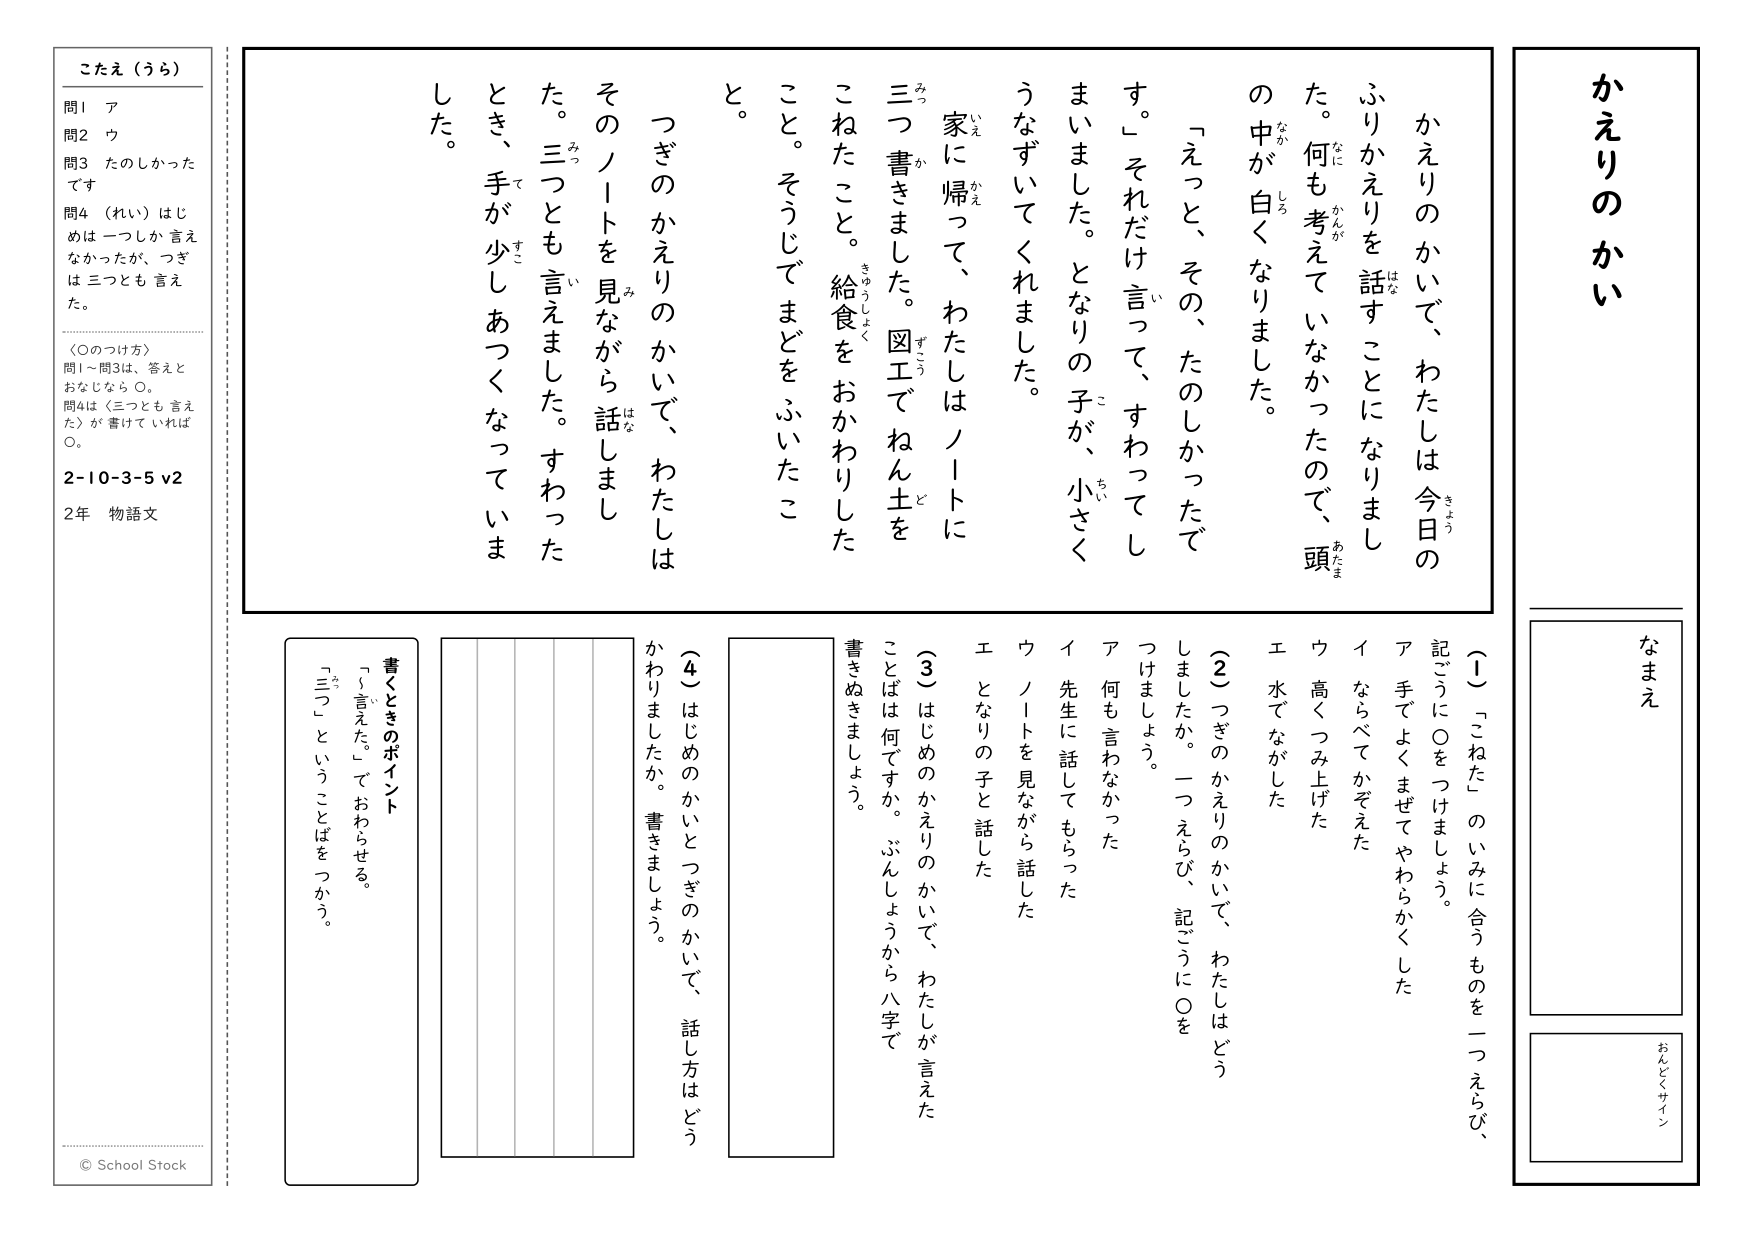 かえりの かい
なまえ
おんどくサイン
かえりの かいで、わたしは 今日の
ふりかえりを 話す ことに なりまし
た。何も 考えて いなかったので、頭
の 中が 白く なりました。
「えっと、その、たのしかったで
す。」それだけ 言って、すわって し
まいました。となりの 子が、小さく
うなずいて くれました。
家に 帰って、わたしは ノートに
三つ 書きました。図工で ねん土を
こねた こと。給食を おかわりした
こと。そうじで まどを ふいた こ
と。
つぎの かえりの かいで、わたしは
その ノートを 見ながら 話しまし
た。三つとも 言えました。すわった
とき、手が 少し あつく なって いま
した。
(1)「こねた」の いみに 合う ものを 一つ えらび、
記ごうに ○を つけましょう。
ア 手で よく まぜて やわらかく した
イ ならべて かぞえた
ウ 高く つみ上げた
エ 水で ながした
(2)つぎの かえりの かいで、わたしは どう
しましたか。一つ えらび、記ごうに ○を
つけましょう。
ア 何も 言わなかった
イ 先生に 話して もらった
ウ ノートを 見ながら 話した
エ となりの 子と 話した
(3)はじめの かえりの かいで、わたしが 言えた
ことばは 何ですか。ぶんしょうから 八字で
書きぬきましょう。
(4)はじめの かいと つぎの かいで、話し方は どう
かわりましたか。書きましょう。
書くときのポイント
「～言えた。」で おわらせる。
「三つ」と いう ことばを つかう。
こたえ（うら）
問1 ア
問2 ウ
問3 たのしかった
です
問4 （れい）はじ
めは 一つしか 言え
なかったが、つぎ
は 三つとも 言え
た。
〈○のつけ方〉
問1～問3は、答えと
おなじなら ○。
問4は〈三つとも 言え
た〉が 書けて いれば
○。
2-10-3-5 v2
2年 物語文
© School Stock